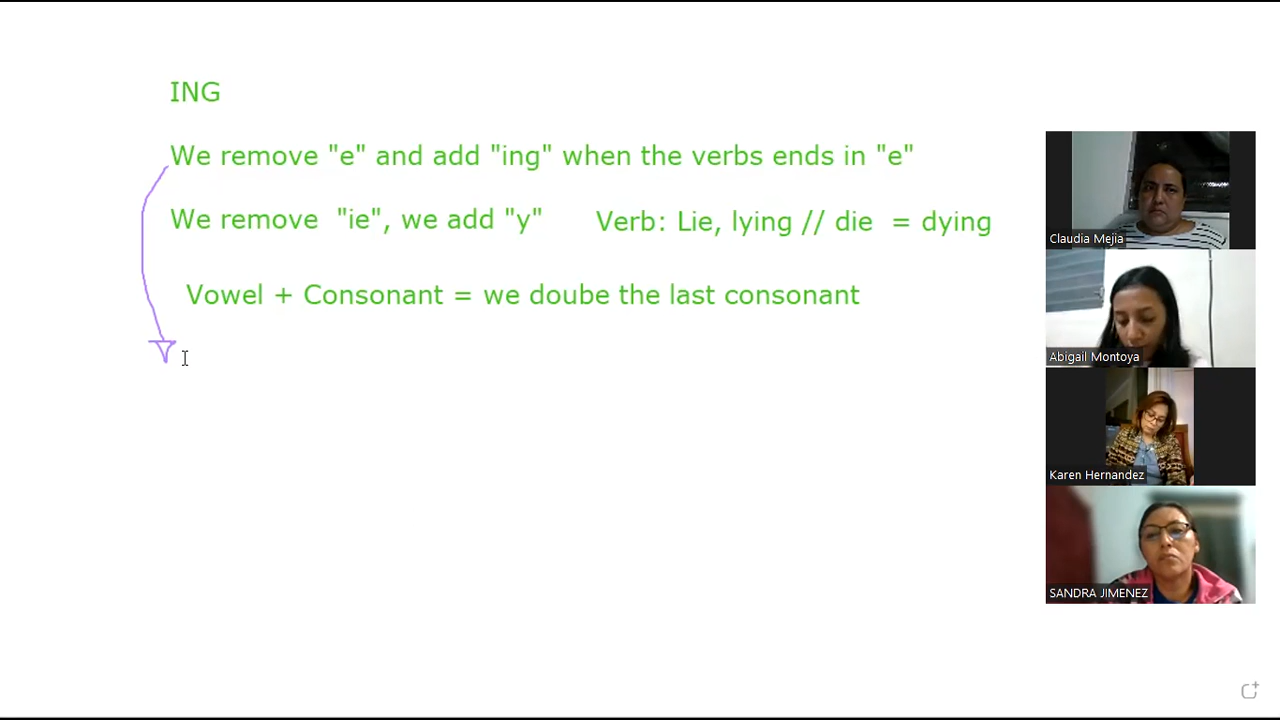 ING
We remove "e" and add "ing" when the verbs ends in "e"
We remove "ie", we add "y" Verb: Lie, lying // die = dying
Vowel + Consonant = we doube the last consonant
Claudia Mejia
Abigail Montoya
Karen Hernandez
SANDRA JIMENEZ